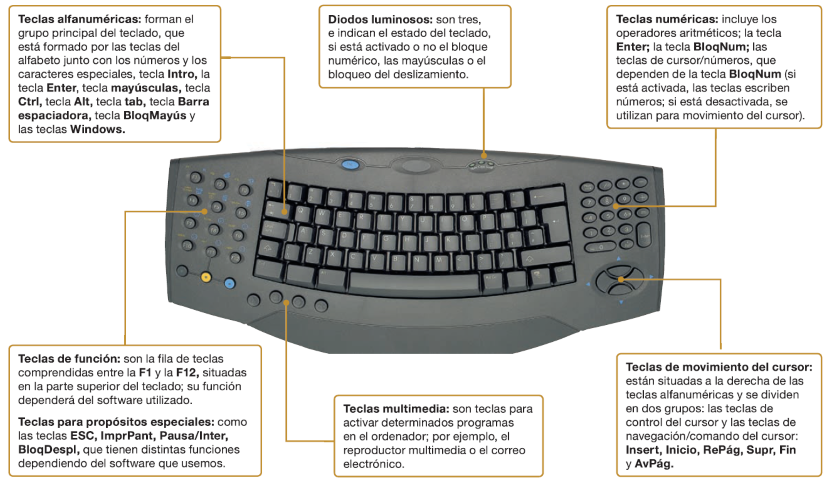 Teclas alfanuméricas: forman el
grupo principal del teclado, que
está formado por las teclas del
alfabeto junto con los números y los
caracteres especiales, tecla Intro, la
tecla Enter, tecla mayúsculas, tecla
Ctrl, tecla Alt, tecla tab, tecla Barra
espaciadora, tecla BloqMayús y
las teclas Windows.
Diodos luminosos: son tres,
e indican el estado del teclado,
si está activado o no el bloque
numérico, las mayúsculas o el
bloqueo del deslizamiento.
Teclas numéricas: incluye los
operadores aritméticos; la tecla
Enter; la tecla BloqNum; las
teclas de cursor/números, que
dependen de la tecla BloqNum (si
está activada, las teclas escriben
números; si está desactivada, se
utilizan para movimiento del cursor).
Teclas de función: son la fila de teclas
comprendidas entre la F1 y la F12, situadas
en la parte superior del teclado; su función
dependerá del software utilizado.
Teclas para propósitos especiales: como
las teclas ESC, ImprPant, Pausa/Inter,
BloqDespl, que tienen distintas funciones
dependiendo del software que usemos.
Teclas multimedia: son teclas para
activar determinados programas
en el ordenador; por ejemplo, el
reproductor multimedia o el correo
electrónico.
Teclas de movimiento del cursor:
están situadas a la derecha de las
teclas alfanuméricas y se dividen
en dos grupos: las teclas de
control del cursor y las teclas de
navegación/comando del cursor:
Insert, Inicio, RePág, Supr, Fin
y AvPág.